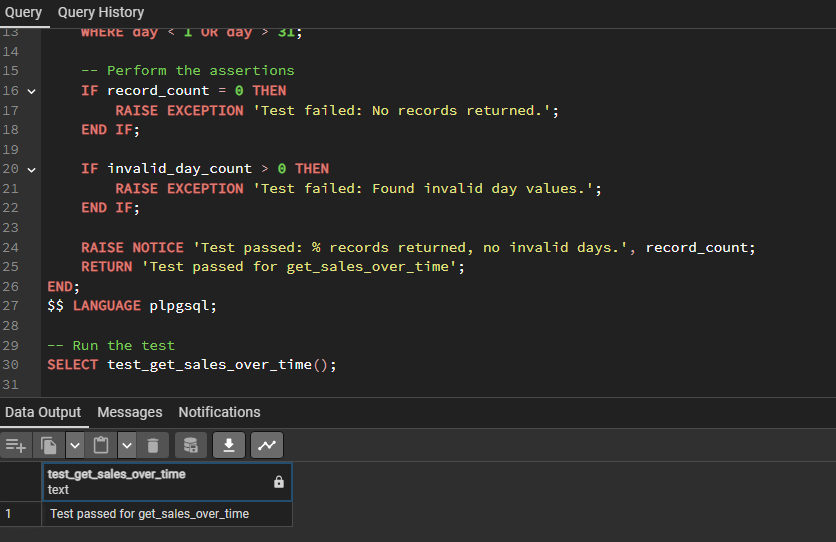 Query Query History
13 WHERE day < 1 OR day > 31;
14
15 -- Perform the assertions
16 IF record_count = 0 THEN
17 RAISE EXCEPTION 'Test failed: No records returned.';
18 END IF;
19
20 IF invalid_day_count > 0 THEN
21 RAISE EXCEPTION 'Test failed: Found invalid day values.';
22 END IF;
23
24 RAISE NOTICE 'Test passed: % records returned, no invalid days.', record_count;
25 RETURN 'Test passed for get_sales_over_time';
26 END;
27 $$ LANGUAGE plpgsql;
28
29 -- Run the test
30 SELECT test_get_sales_over_time();
31
Data Output Messages Notifications
test_get_sales_over_time
text
1 Test passed for get_sales_over_time